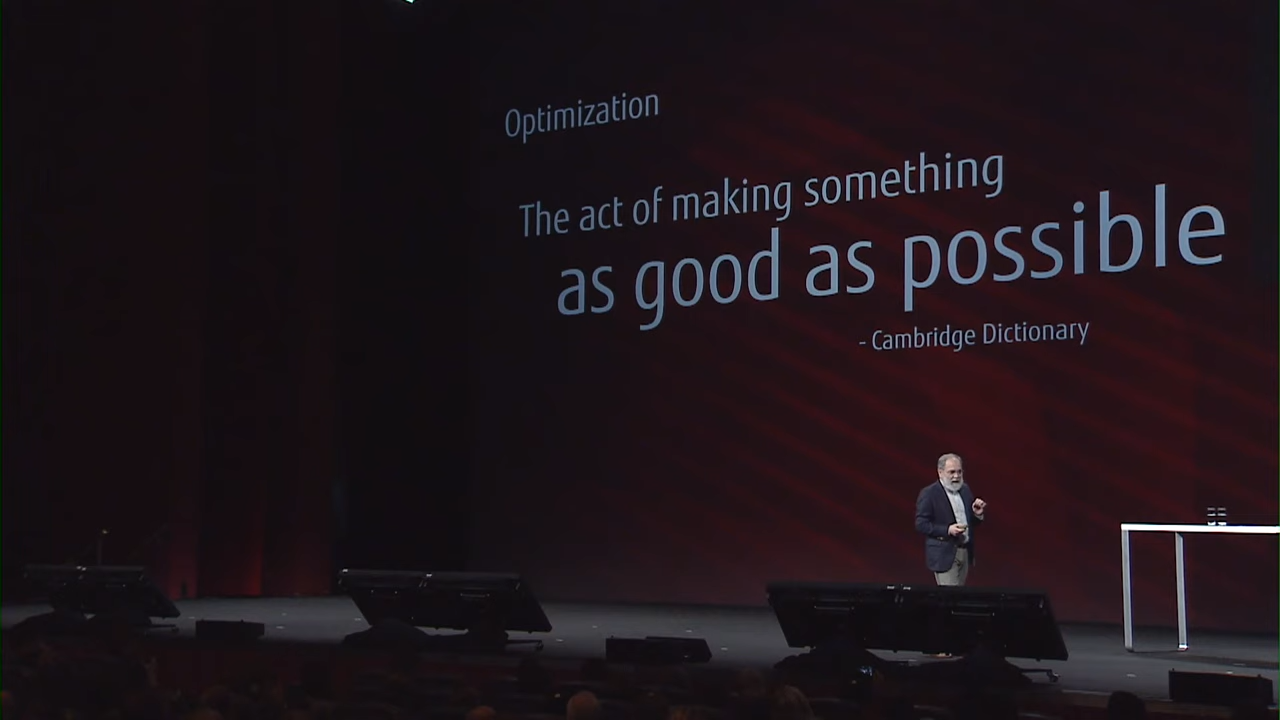 Optimization
The act of making something
as good as possible
- Cambridge Dictionary